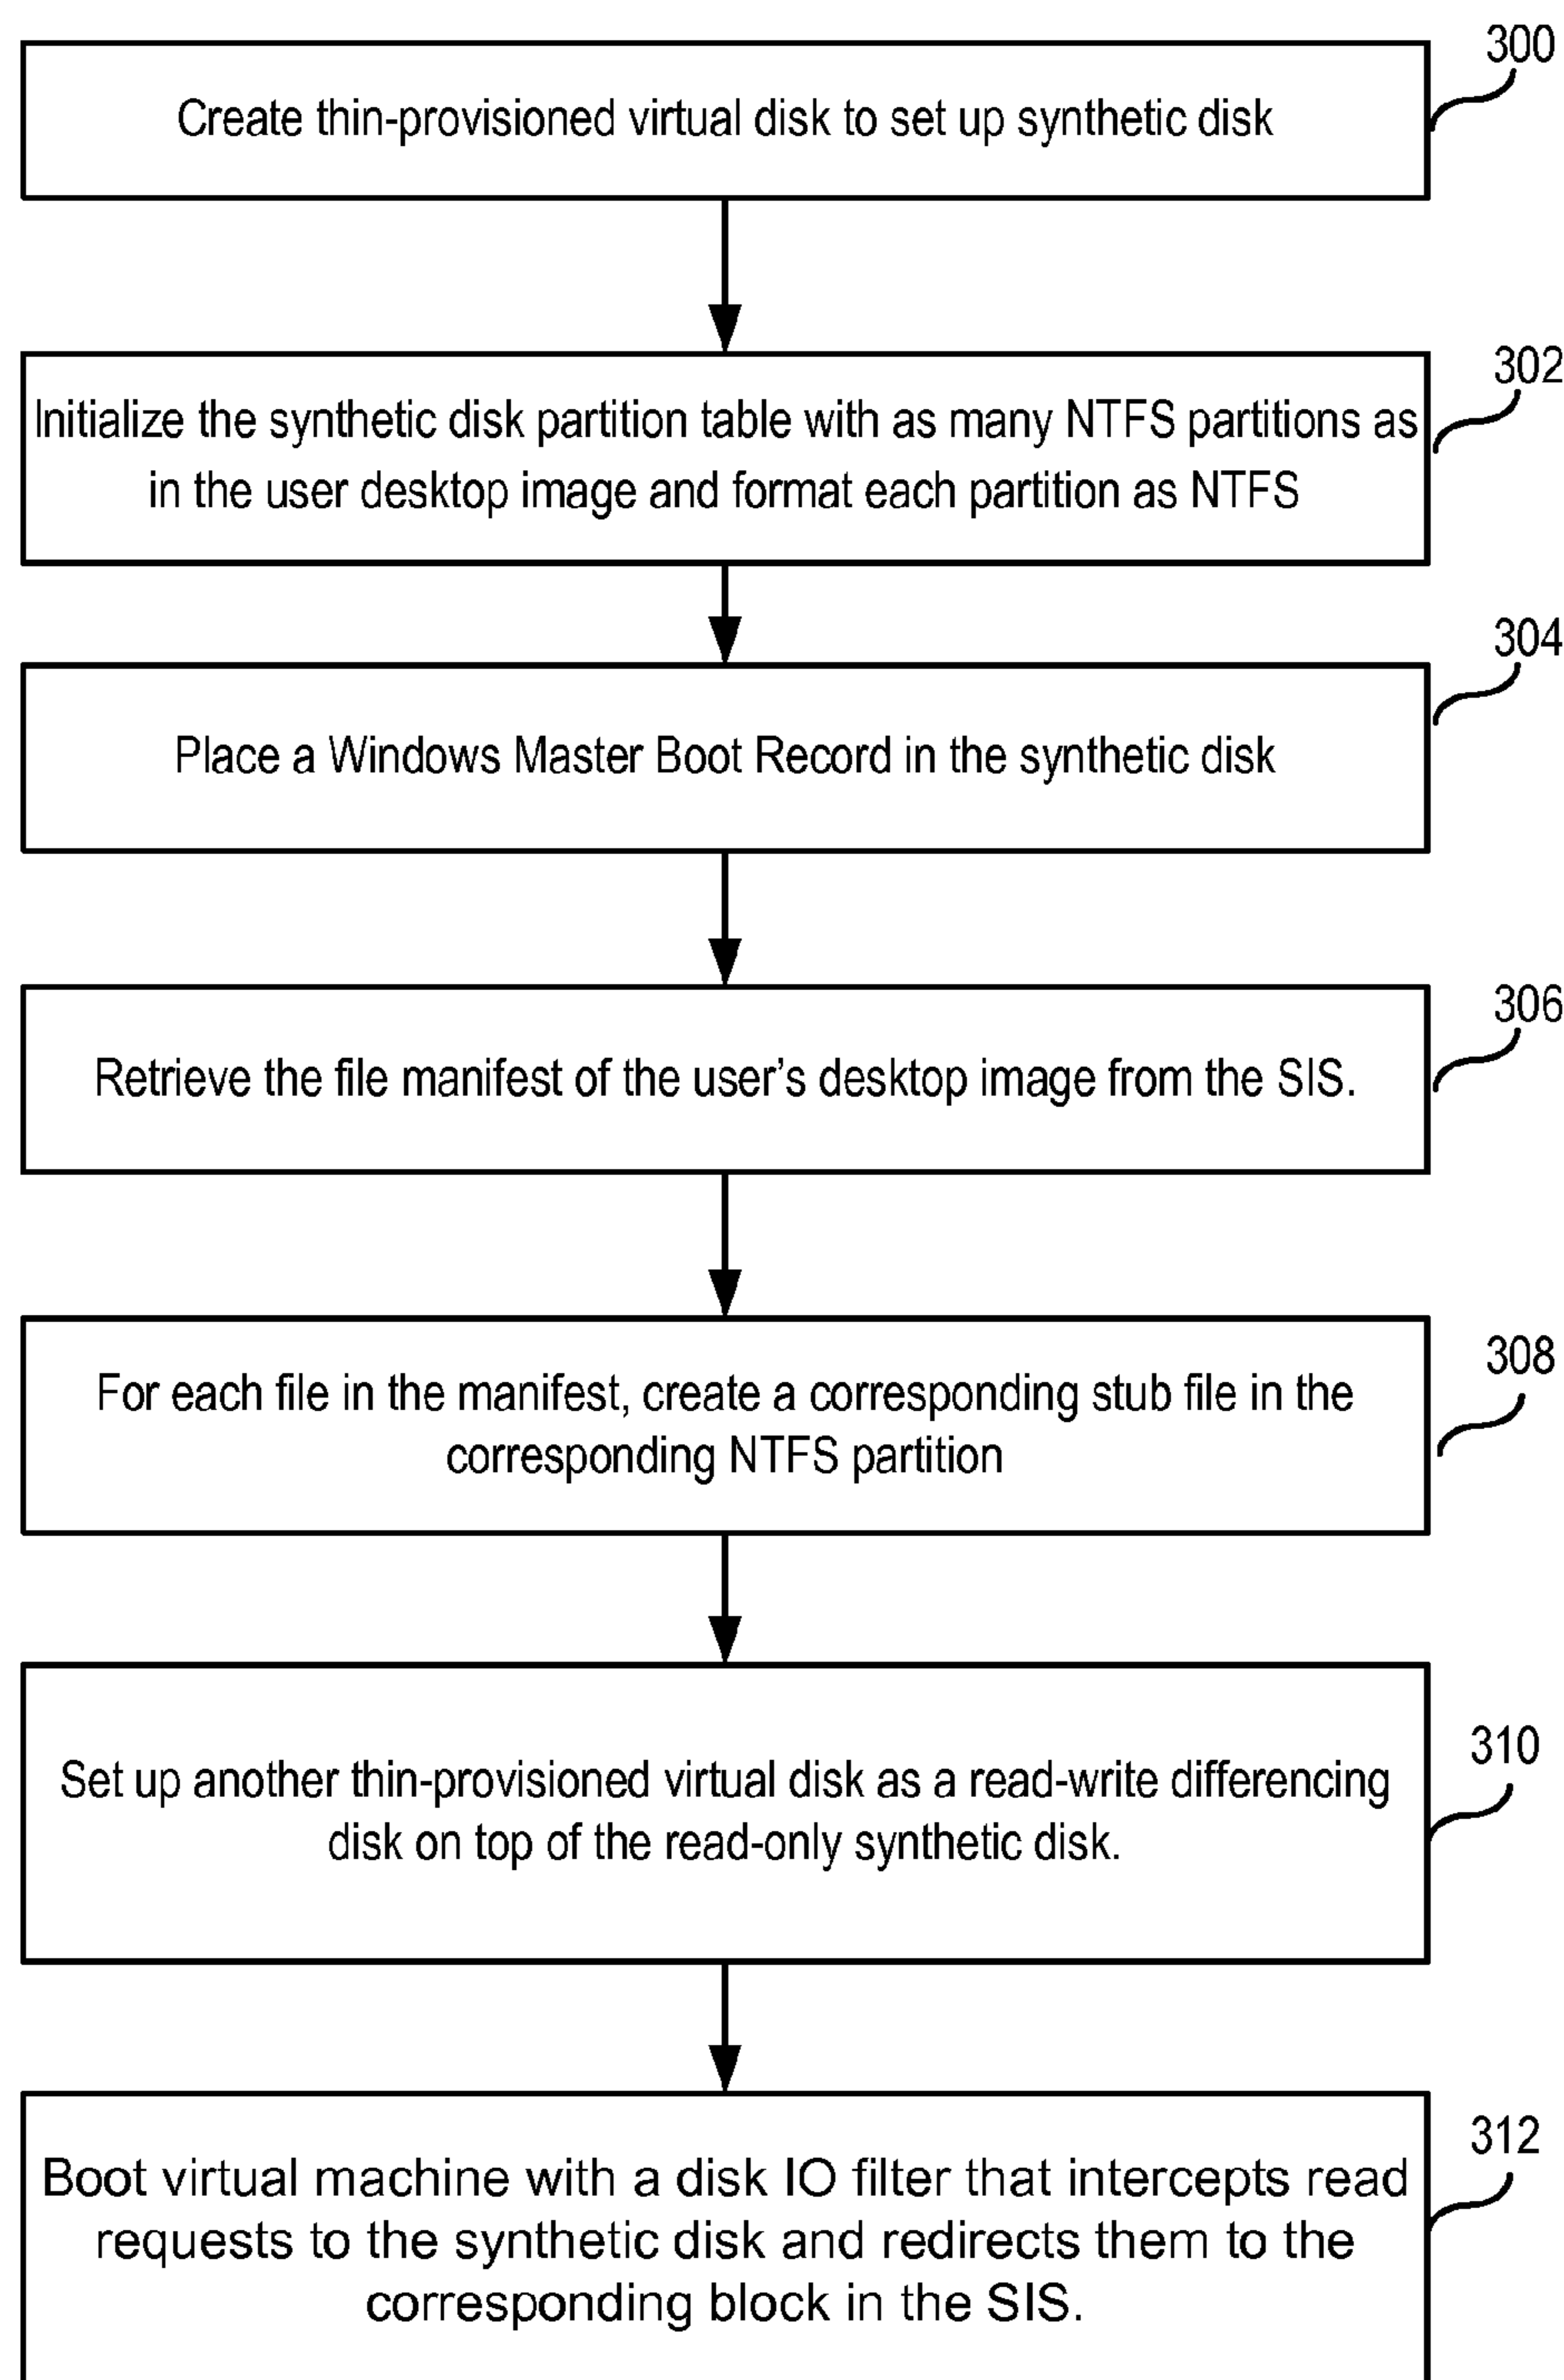 300
Create thin-provisioned virtual disk to set up synthetic disk
302
Initialize the synthetic disk partition table with as many NTFS partitions as
in the user desktop image and format each partition as NTFS
304
Place a Windows Master Boot Record in the synthetic disk
306
Retrieve the file manifest of the user's desktop image from the SIS.
308
For each file in the manifest, create a corresponding stub file in the
corresponding NTFS partition
310
Set up another thin-provisioned virtual disk as a read-write differencing
disk on top of the read-only synthetic disk.
312
Boot virtual machine with a disk IO filter that intercepts read
requests to the synthetic disk and redirects them to the
corresponding block in the SIS.